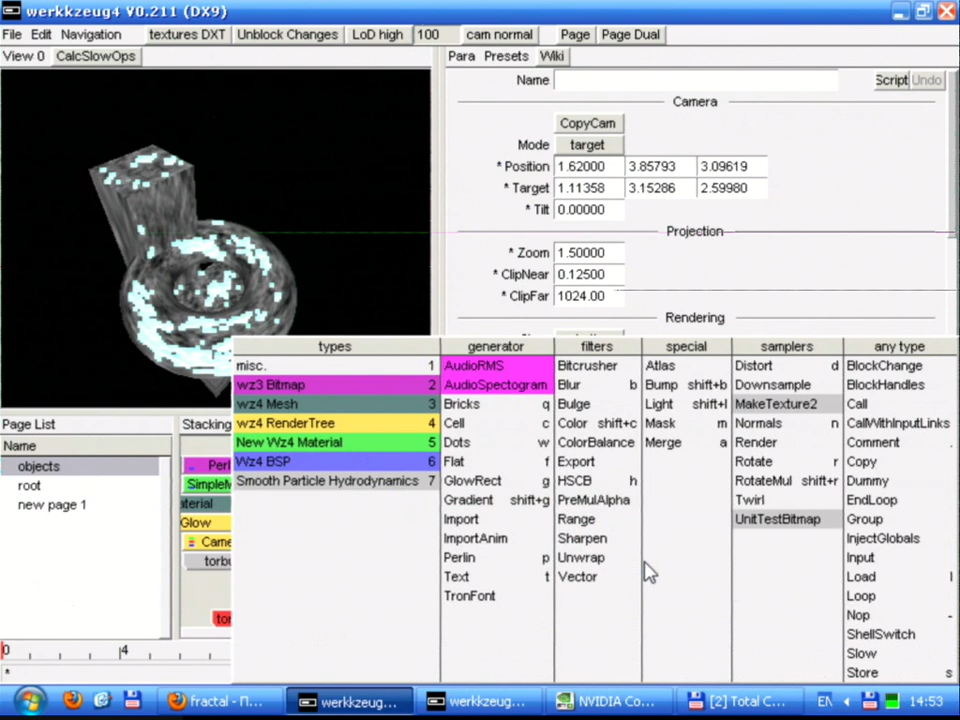 werkkzeug4 V0.211 (DX9)
File Edit Navigation textures DXT Unblock Changes LoD high 100 cam normal Page Page Dual
View 0 CalcSlowOps Para Presets Wiki
Name Script Undo
Camera
CopyCam
Mode target
* Position 1.62000 3.85793 3.09619
* Target 1.11358 3.15286 2.59980
* Tilt 0.00000
Projection
* Zoom 1.50000
* ClipNear 0.12500
* ClipFar 1024.00
Rendering
types generator filters special samplers any type
misc. 1 AudioRMS Bitcrusher Atlas Distort d BlockChange
wz3 Bitmap 2 AudioSpectogram Blur b Bump shift+b Downsample BlockHandles
wz4 Mesh 3 Bricks q Bulge Light shift+l MakeTexture2 Call
wz4 RenderTree 4 Cell c Color shift+c Mask m Normals n CallWithInputLinks
New Wz4 Material 5 Dots w ColorBalance Merge a Render Comment .
Wz4 BSP 6 Flat f Export Rotate r Copy
Smooth Particle Hydrodynamics 7 GlowRect g HSCB h RotateMul shift+r Dummy
Gradient shift+g PreMulAlpha Twirl EndLoop
Import Range UnitTestBitmap Group
ImportAnim Sharpen InjectGlobals
Perlin p Unwrap Input
Text t Vector Load l
TronFont Loop
Nop -
ShellSwitch
Slow
Store s
Page List Stacking
Name
objects
root
new page 1
Perl
SimpleM
aterial
Glow
Came
torbu
tor
0 4
*
fractal - П... werkkzeug... werkkzeug... NVIDIA Co... [2] Total C... EN 14:53